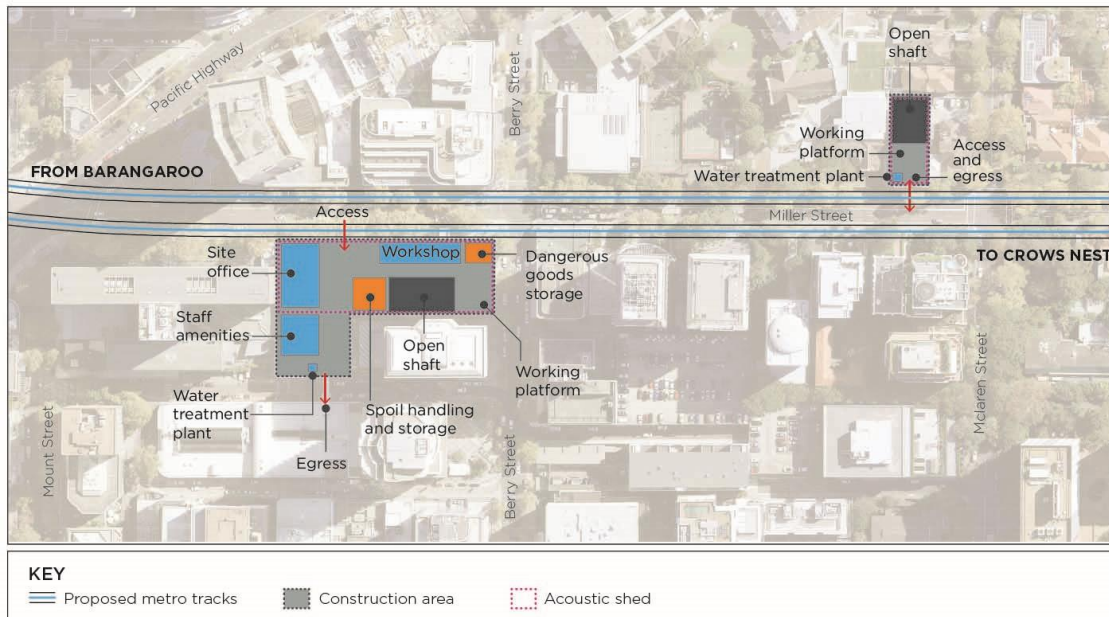 Open
shaft
Pacific Highway
Berry Street
Working
platform
Access and
egress
Water treatment plant
FROM BARANGAROO
Miller Street
Access
TO CROWS NEST
Site
office
Workshop
Dangerous
goods
storage
Staff
amenities
Open
shaft
Working
platform
Water
treatment
plant
Spoil handling
and storage
Egress
Mount Street
Berry Street
Mclaren Street
KEY
Proposed metro tracks
Construction area
Acoustic shed